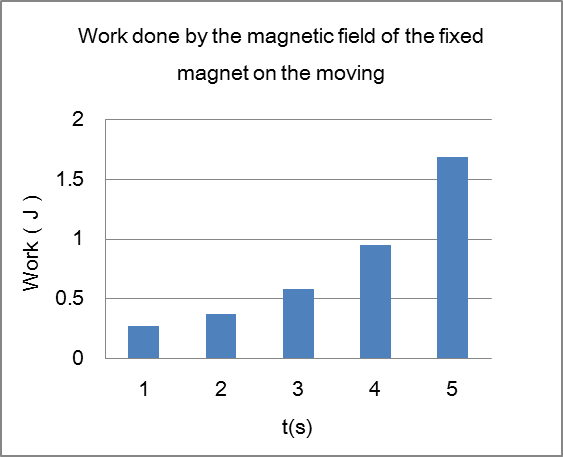 Work done by the magnetic field of the fixed
magnet on the moving
2
1.5
1
0.5
0
Work ( J )
1 2 3 4 5
t(s)